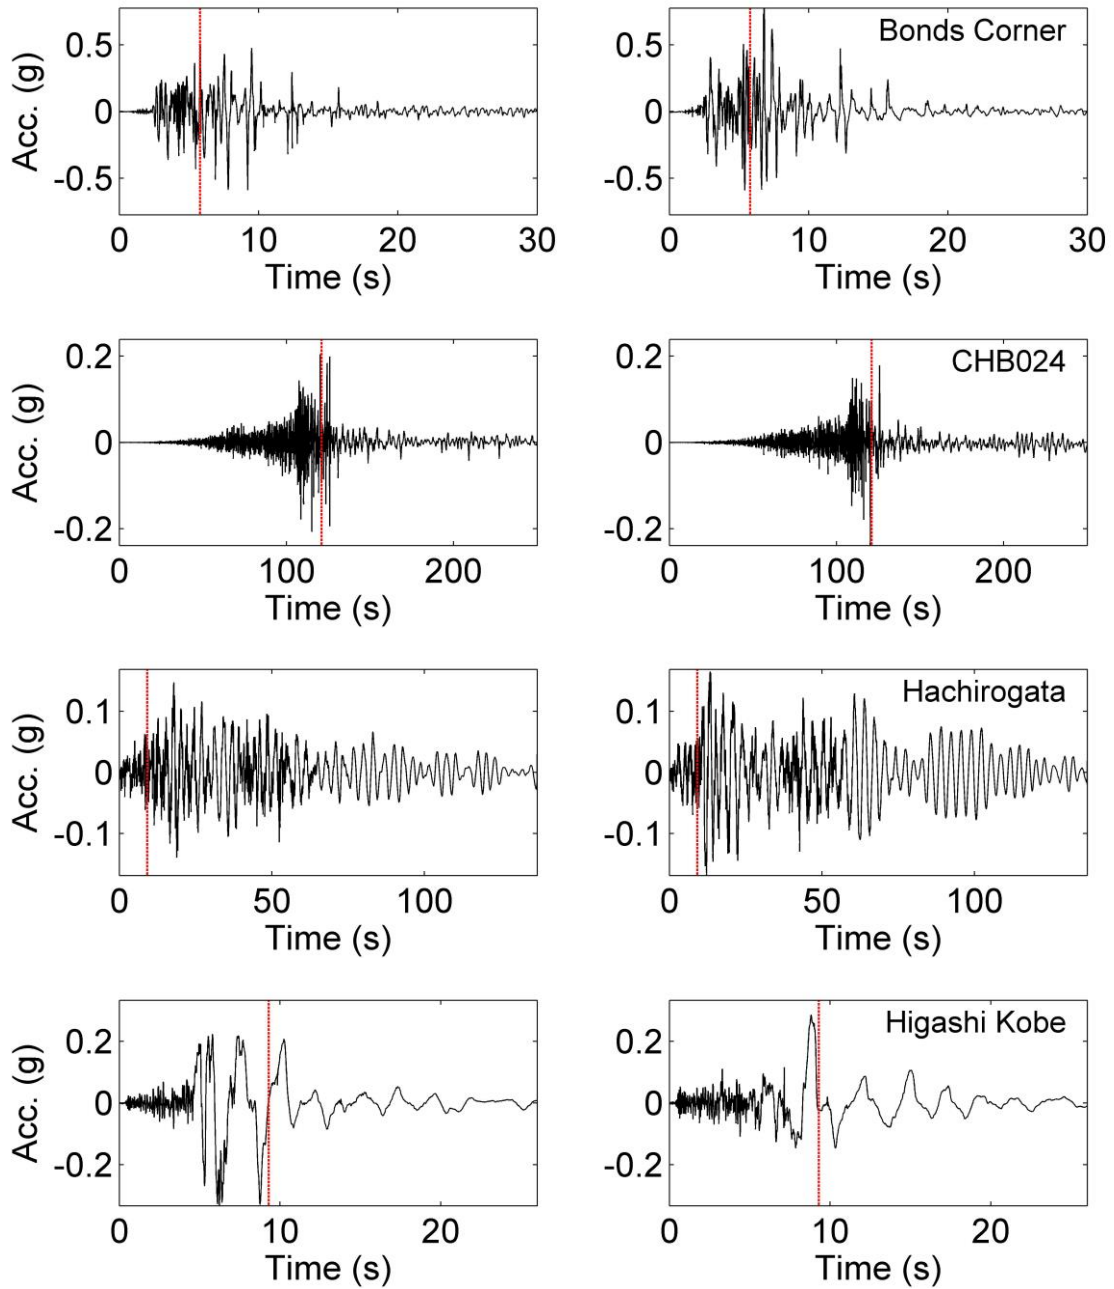 Acc. (g)
0.5
0
-0.5
0 10 20 30
Time (s)
Bonds Corner
0.5
0
-0.5
0 10 20 30
Time (s)
Acc. (g)
0.2
0
-0.2
0 100 200
Time (s)
CHB024
0.2
0
-0.2
0 100 200
Time (s)
Acc. (g)
0.1
0
-0.1
0 50 100
Time (s)
Hachirogata
0.1
0
-0.1
0 50 100
Time (s)
Acc. (g)
0.2
0
-0.2
0 10 20
Time (s)
Higashi Kobe
0.2
0
-0.2
0 10 20
Time (s)